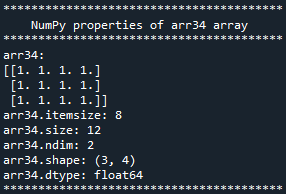 ****************************************
NumPy properties of arr34 array
****************************************
arr34:
[[1. 1. 1. 1.]
 [1. 1. 1. 1.]
 [1. 1. 1. 1.]]
arr34.itemsize: 8
arr34.size: 12
arr34.ndim: 2
arr34.shape: (3, 4)
arr34.dtype: float64
****************************************